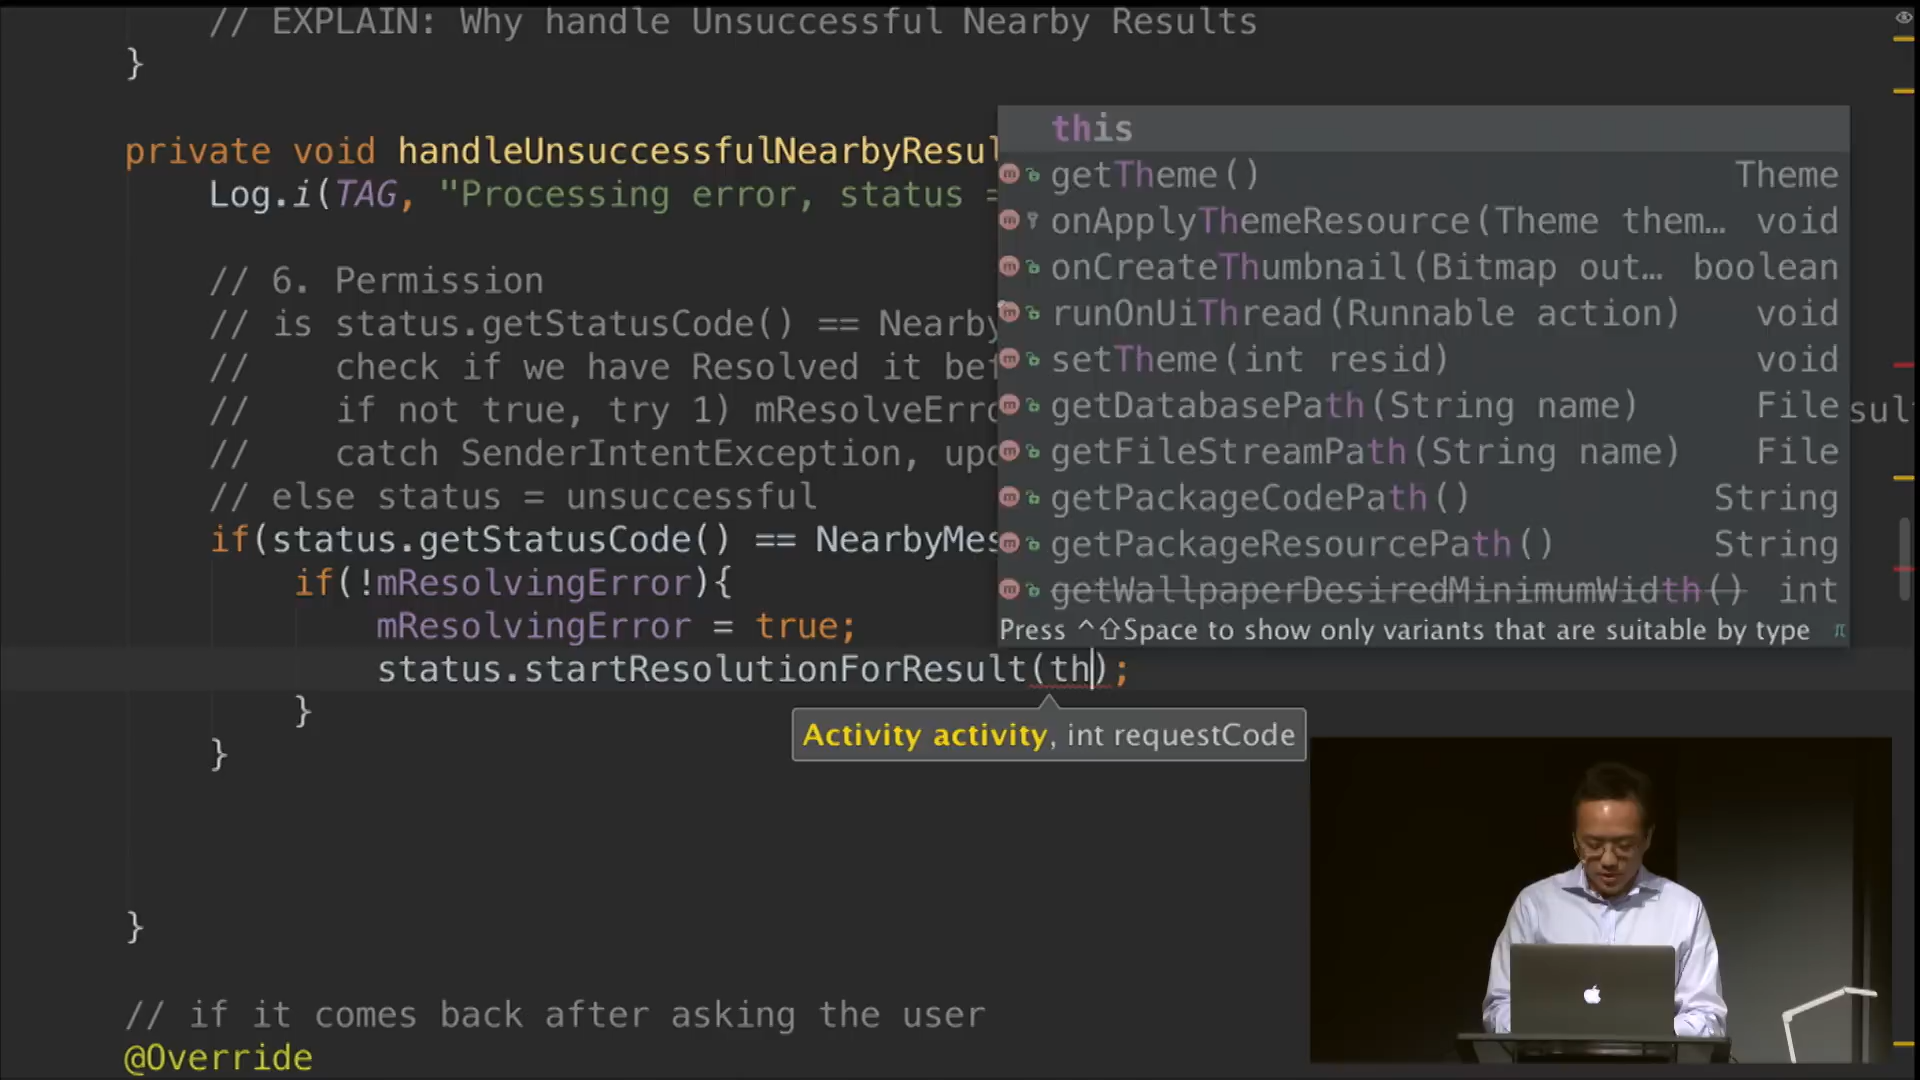 // EXPLAIN: Why handle Unsuccessful Nearby Results
}
private void handleUnsuccessfulNearbyResul
Log.i(TAG, "Processing error, status =
// 6. Permission
// is status.getStatusCode() == Nearby
// check if we have Resolved it bef
// if not true, try 1) mResolveErro
// catch SenderIntentException, upd
// else status = unsuccessful
if(status.getStatusCode() == NearbyMes
if(!mResolvingError){
mResolvingError = true;
status.startResolutionForResult(th);
}
}
}
// if it comes back after asking the user
@Override
this
getTheme() Theme
onApplyThemeResource(Theme them… void
onCreateThumbnail(Bitmap out… boolean
runOnUiThread(Runnable action) void
setTheme(int resid) void
getDatabasePath(String name) File
getFileStreamPath(String name) File
getPackageCodePath() String
getPackageResourcePath() String
getWallpaperDesiredMinimumWidth() int
Press ^⇧Space to show only variants that are suitable by type π
sult
Activity activity, int requestCode